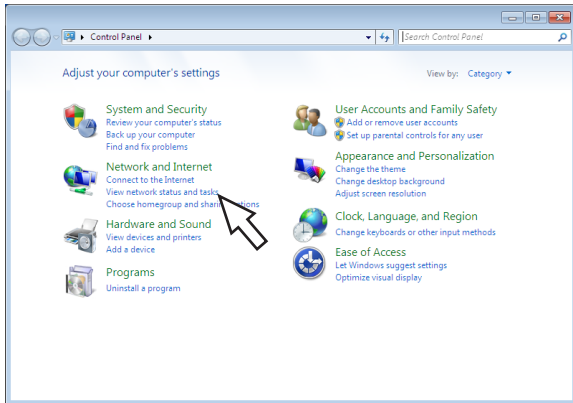 Control Panel
Search Control Panel
Adjust your computer's settings
View by: Category
System and Security
Review your computer's status
Back up your computer
Find and fix problems
Network and Internet
Connect to the Internet
View network status and tasks
Choose homegroup and sharing options
Hardware and Sound
View devices and printers
Add a device
Programs
Uninstall a program
User Accounts and Family Safety
Add or remove user accounts
Set up parental controls for any user
Appearance and Personalization
Change the theme
Change desktop background
Adjust screen resolution
Clock, Language, and Region
Change keyboards or other input methods
Ease of Access
Let Windows suggest settings
Optimize visual display